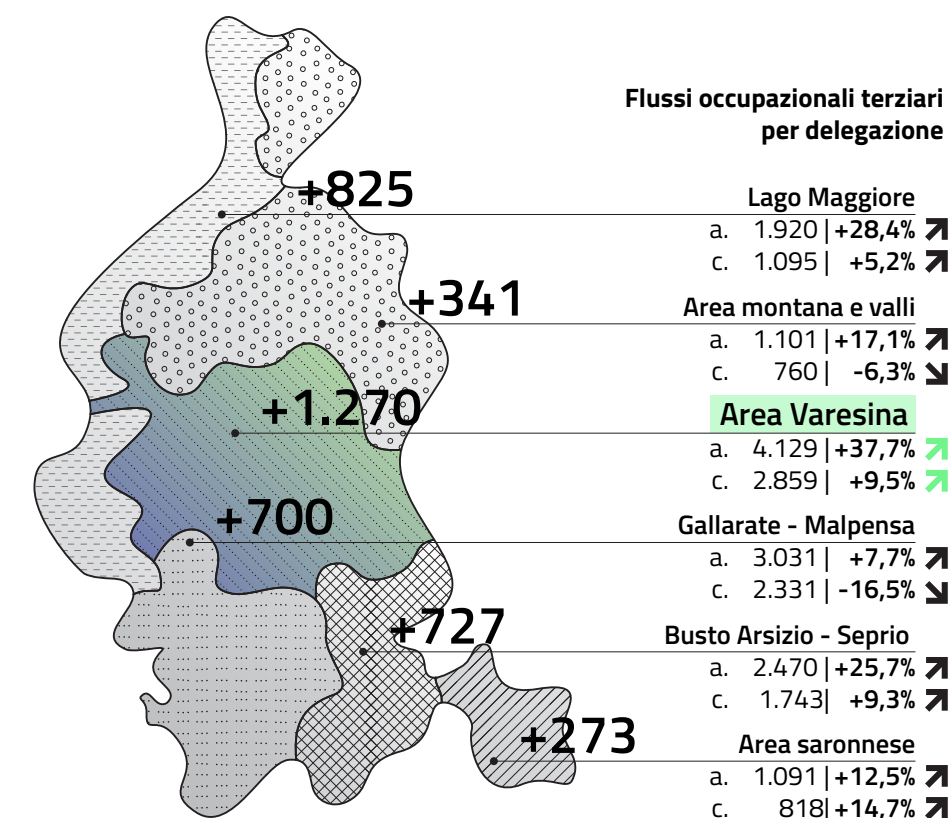 Flussi occupazionali terziari
per delegazione
+825
Lago Maggiore
a. 1.920 | +28,4%
c. 1.095 | +5,2%
+341
Area montana e valli
a. 1.101 | +17,1%
c. 760 | -6,3%
+1.270
Area Varesina
a. 4.129 | +37,7%
c. 2.859 | +9,5%
+700
Gallarate - Malpensa
a. 3.031 | +7,7%
c. 2.331 | -16,5%
+727
Busto Arsizio - Seprio
a. 2.470 | +25,7%
c. 1.743| +9,3%
+273
Area saronnese
a. 1.091 | +12,5%
c. 818| +14,7%